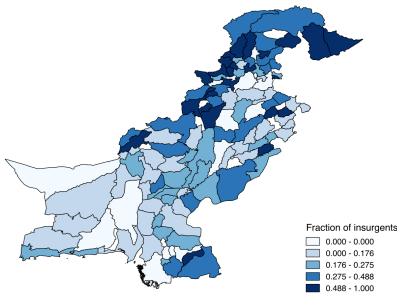 Fraction of insurgents
0.000 - 0.000
0.000 - 0.176
0.176 - 0.275
0.275 - 0.488
0.488 - 1.000